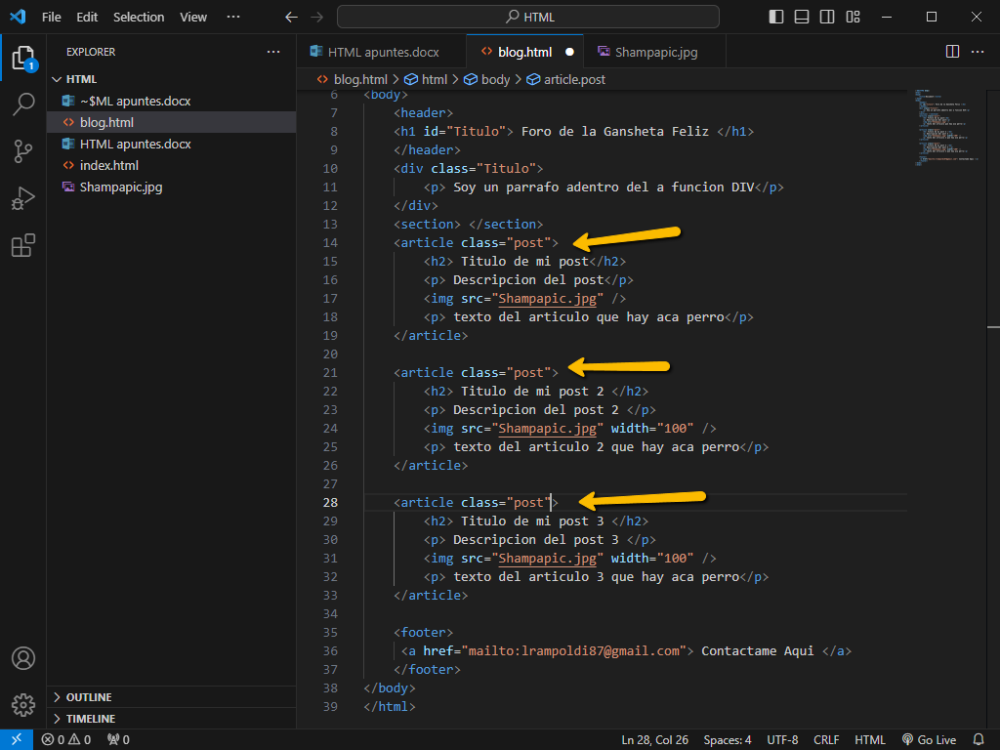 File Edit Selection View ··· HTML
EXPLORER ···
HTML
~$ML apuntes.docx
blog.html
HTML apuntes.docx
index.html
Shampapic.jpg
OUTLINE
TIMELINE
1
HTML apuntes.docx blog.html Shampapic.jpg ···
blog.html > html > body > article.post
6 <body>
7 <header>
8 <h1 id="Titulo"> Foro de la Gansheta Feliz </h1>
9 </header>
10 <div class="Titulo">
11 <p> Soy un parrafo adentro del a funcion DIV</p>
12 </div>
13 <section> </section>
14 <article class="post">
15 <h2> Titulo de mi post</h2>
16 <p> Descripcion del post</p>
17 <img src="Shampapic.jpg" />
18 <p> texto del articulo que hay aca perro</p>
19 </article>
20
21 <article class="post">
22 <h2> Titulo de mi post 2 </h2>
23 <p> Descripcion del post 2 </p>
24 <img src="Shampapic.jpg" width="100" />
25 <p> texto del articulo 2 que hay aca perro</p>
26 </article>
27
28 <article class="post">
29 <h2> Titulo de mi post 3 </h2>
30 <p> Descripcion del post 3 </p>
31 <img src="Shampapic.jpg" width="100" />
32 <p> texto del articulo 3 que hay aca perro</p>
33 </article>
34
35 <footer>
36 <a href="mailto:lrampoldi87@gmail.com"> Contactame Aqui </a>
37 </footer>
38 </body>
39 </html>
0 0 0 Ln 28, Col 26 Spaces: 4 UTF-8 CRLF HTML Go Live